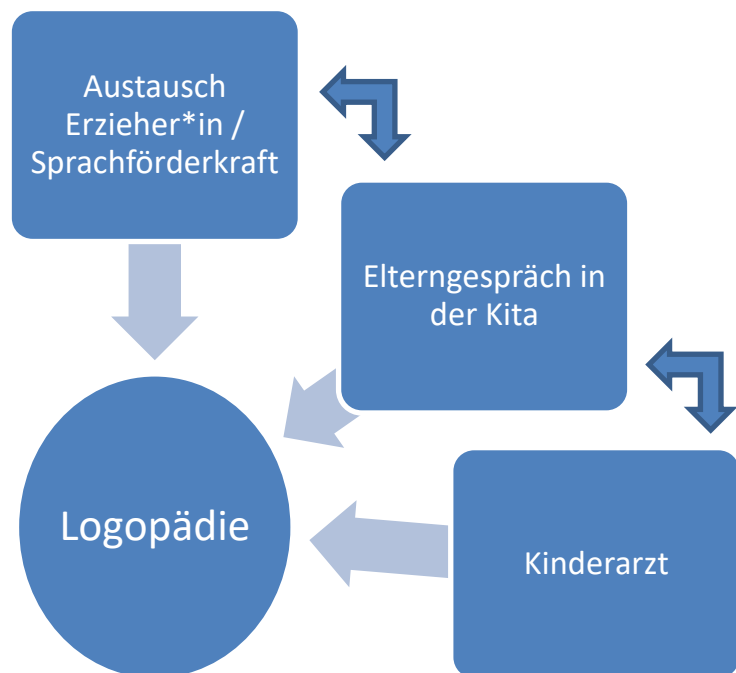 Austausch
Erzieher*in /
Sprachförderkraft
Elterngespräch in
der Kita
Logopädie
Kinderarzt